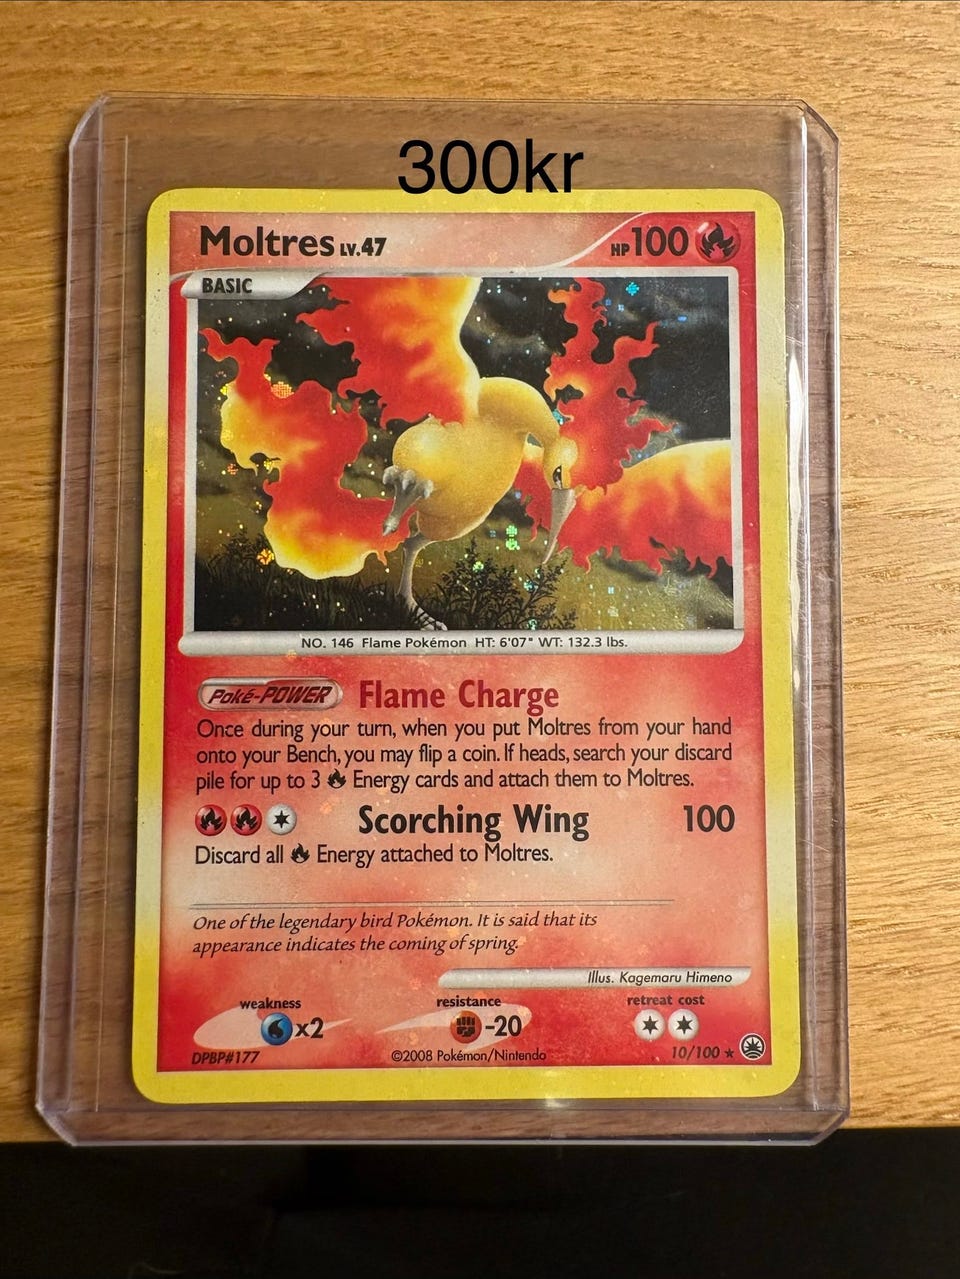 300kr
Moltres LV.47 HP 100
BASIC
NO. 146 Flame Pokémon HT: 6'07" WT: 132.3 lbs.
Poké-POWER Flame Charge
Once during your turn, when you put Moltres from your hand
onto your Bench, you may flip a coin. If heads, search your discard
pile for up to 3 Energy cards and attach them to Moltres.
Scorching Wing 100
Discard all Energy attached to Moltres.
One of the legendary bird Pokémon. It is said that its
appearance indicates the coming of spring.
Illus. Kagemaru Himeno
weakness resistance retreat cost
x2 -20
DPBP#177 ©2008 Pokémon/Nintendo 10/100 ★